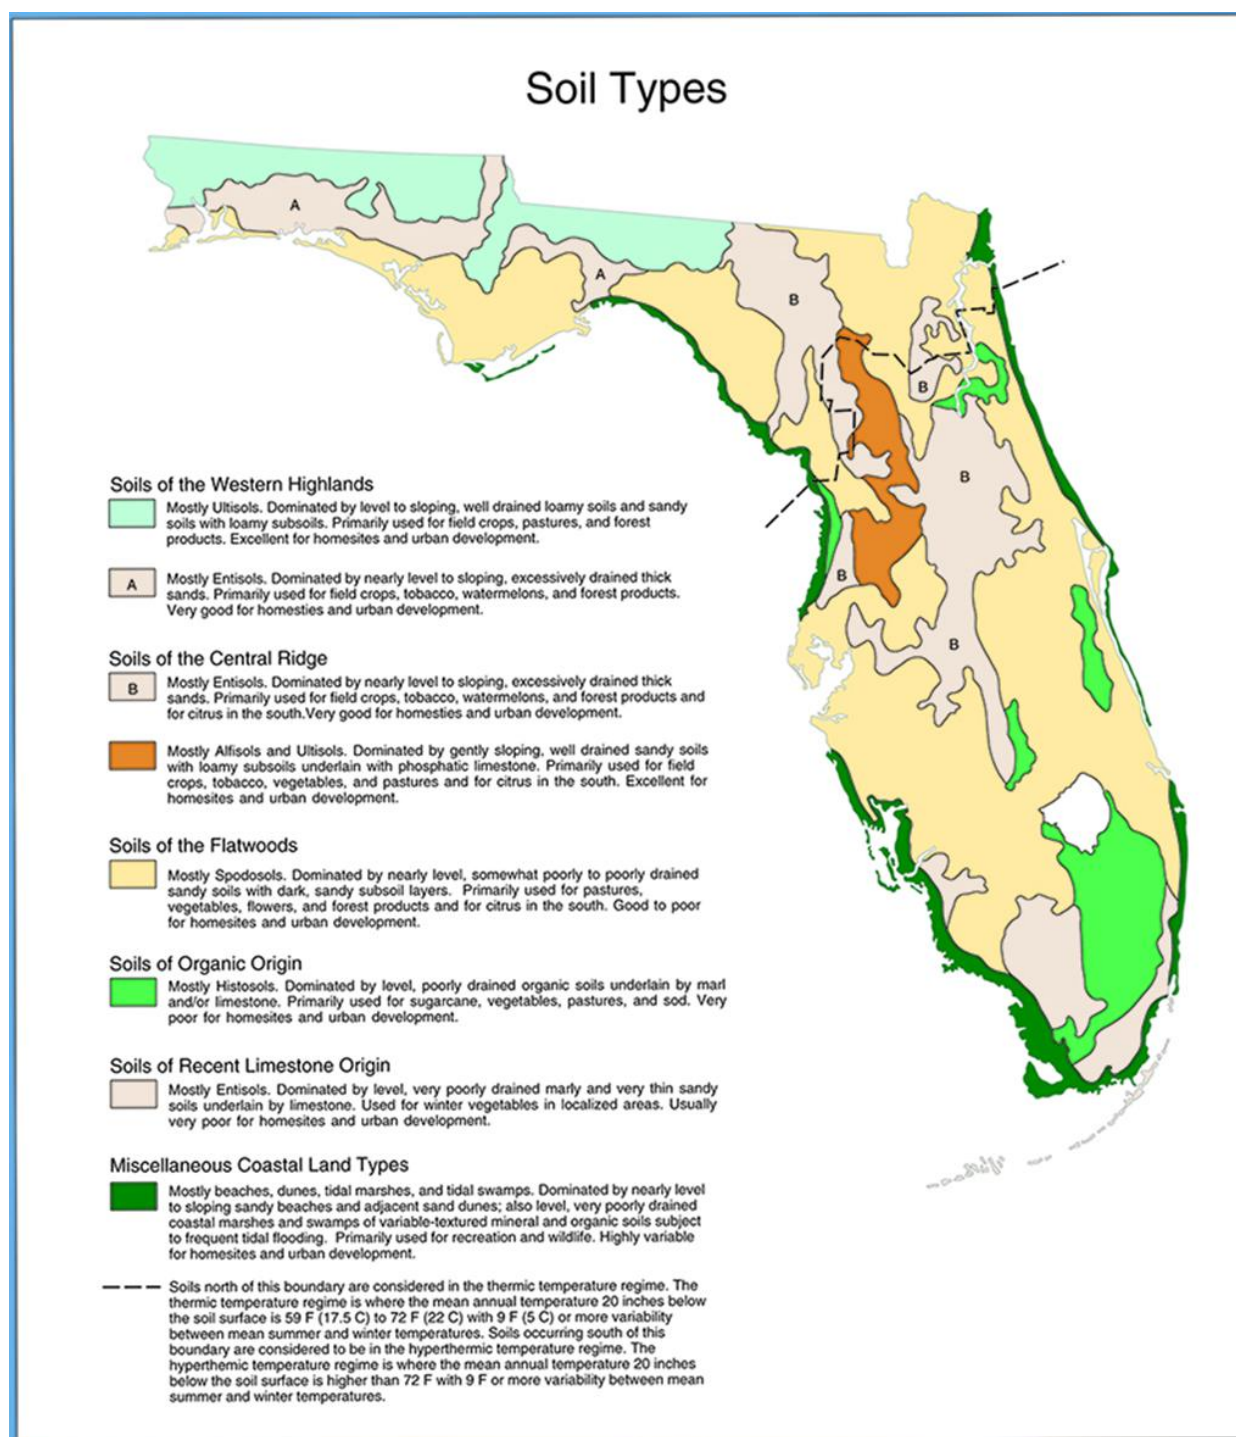 Soil Types
A
A
B
B
B
B
B
Soils of the Western Highlands
Mostly Ultisols. Dominated by level to sloping, well drained loamy soils and sandy
soils with loamy subsoils. Primarily used for field crops, pastures, and forest
products. Excellent for homesites and urban development.
A
Mostly Entisols. Dominated by nearly level to sloping, excessively drained thick
sands. Primarily used for field crops, tobacco, watermelons, and forest products.
Very good for homesties and urban development.
Soils of the Central Ridge
B
Mostly Entisols. Dominated by nearly level to sloping, excessively drained thick
sands. Primarily used for field crops, tobacco, watermelons, and forest products and
for citrus in the south.Very good for homesties and urban development.
Mostly Alfisols and Ultisols. Dominated by gently sloping, well drained sandy soils
with loamy subsoils underlain with phosphatic limestone. Primarily used for field
crops, tobacco, vegetables, and pastures and for citrus in the south. Excellent for
homesites and urban development.
Soils of the Flatwoods
Mostly Spodosols. Dominated by nearly level, somewhat poorly to poorly drained
sandy soils with dark, sandy subsoil layers. Primarily used for pastures,
vegetables, flowers, and forest products and for citrus in the south. Good to poor
for homesites and urban development.
Soils of Organic Origin
Mostly Histosols. Dominated by level, poorly drained organic soils underlain by marl
and/or limestone. Primarily used for sugarcane, vegetables, pastures, and sod. Very
poor for homesites and urban development.
Soils of Recent Limestone Origin
Mostly Entisols. Dominated by level, very poorly drained marly and very thin sandy
soils underlain by limestone. Used for winter vegetables in localized areas. Usually
very poor for homesites and urban development.
Miscellaneous Coastal Land Types
Mostly beaches, dunes, tidal marshes, and tidal swamps. Dominated by nearly level
to sloping sandy beaches and adjacent sand dunes; also level, very poorly drained
coastal marshes and swamps of variable-textured mineral and organic soils subject
to frequent tidal flooding. Primarily used for recreation and wildlife. Highly variable
for homesites and urban development.
Soils north of this boundary are considered in the thermic temperature regime. The
thermic temperature regime is where the mean annual temperature 20 inches below
the soil surface is 59 F (17.5 C) to 72 F (22 C) with 9 F (5 C) or more variability
between mean summer and winter temperatures. Soils occurring south of this
boundary are considered to be in the hyperthermic temperature regime. The
hyperthemic temperature regime is where the mean annual temperature 20 inches
below the soil surface is higher than 72 F with 9 F or more variability between mean
summer and winter temperatures.